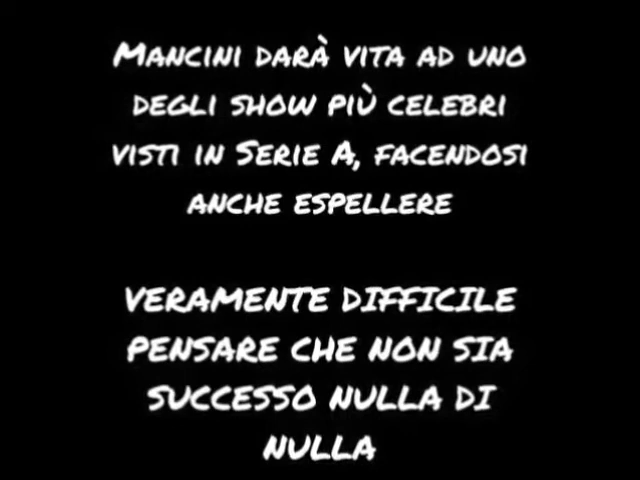 Mancini darà vita ad uno
degli show più celebri
visti in Serie A, facendosi
anche espellere
VERAMENTE DIFFICILE
PENSARE CHE NON SIA
SUCCESSO NULLA DI
NULLA